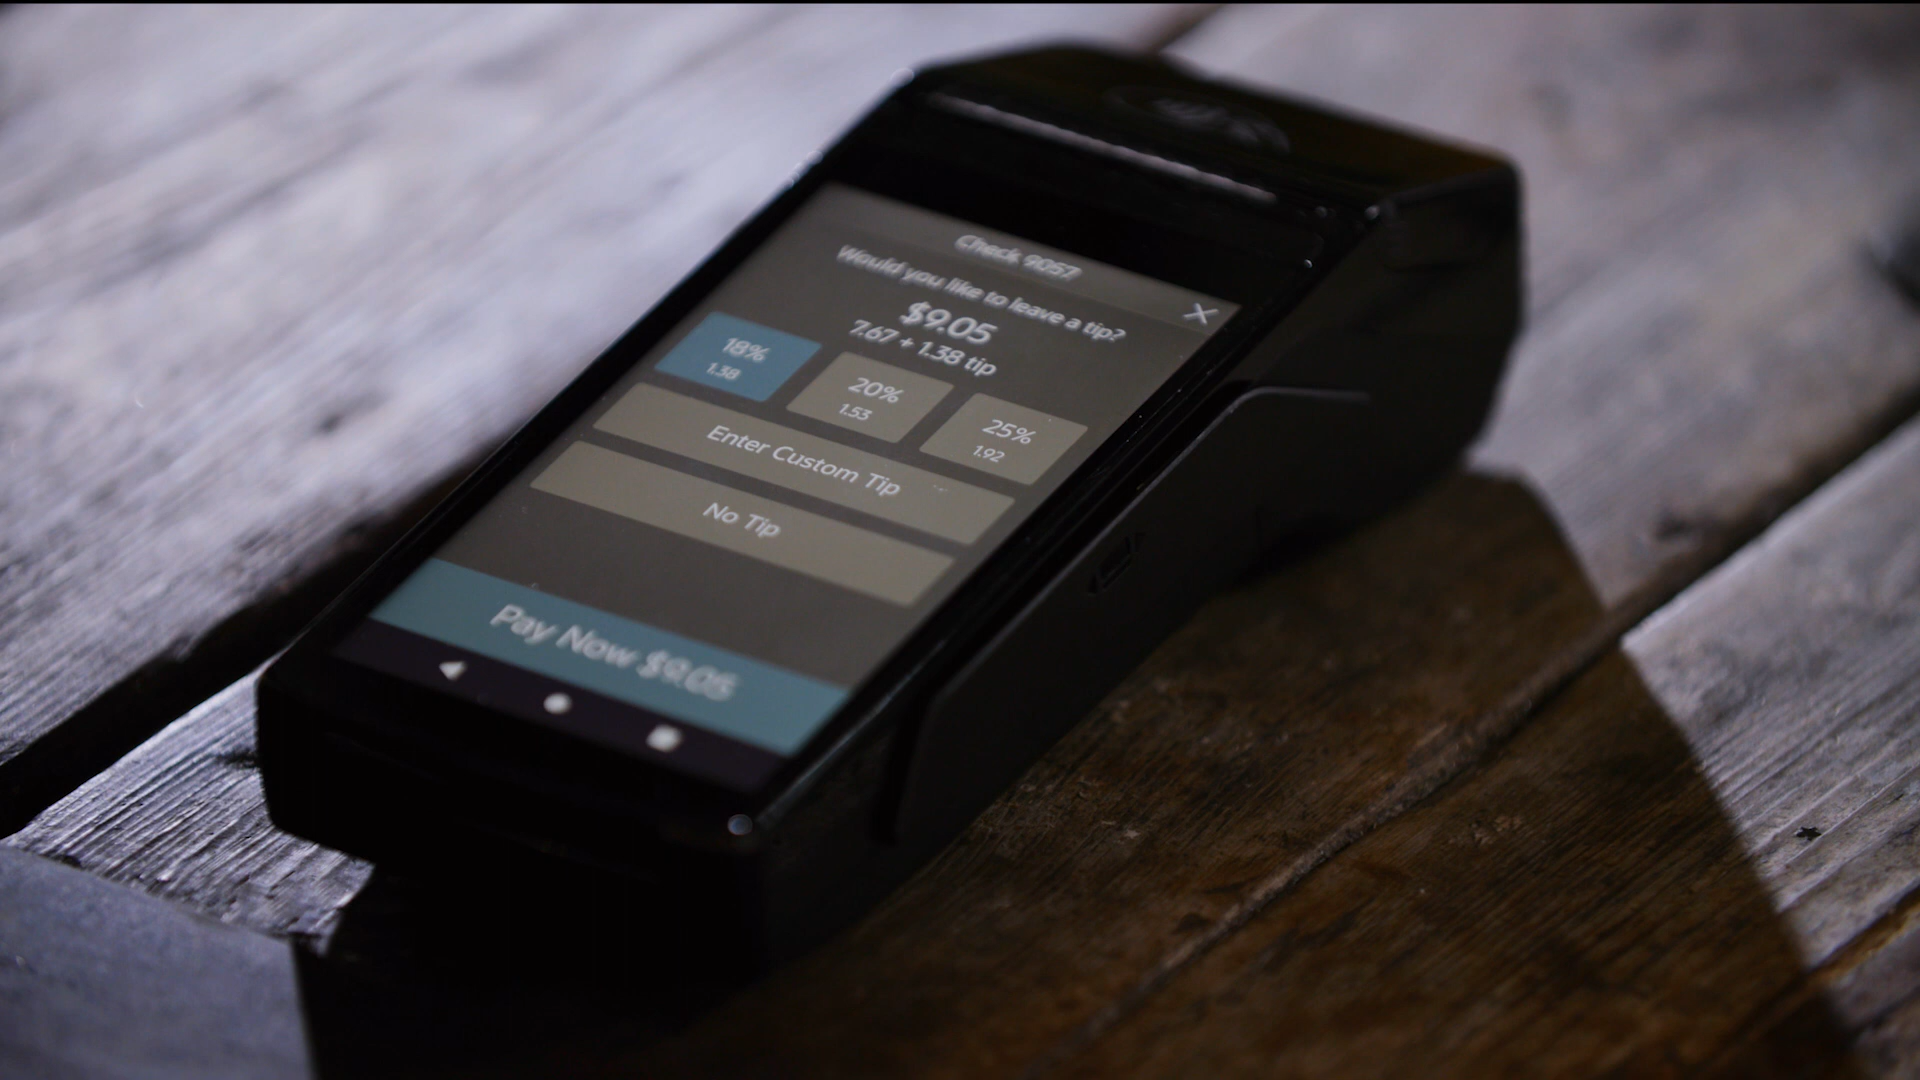 Check 9057
Would you like to leave a tip?
$9.05
7.67 + 1.38 tip
18%
1.38
20%
1.53
25%
1.92
Enter Custom Tip
No Tip
Pay Now $9.05